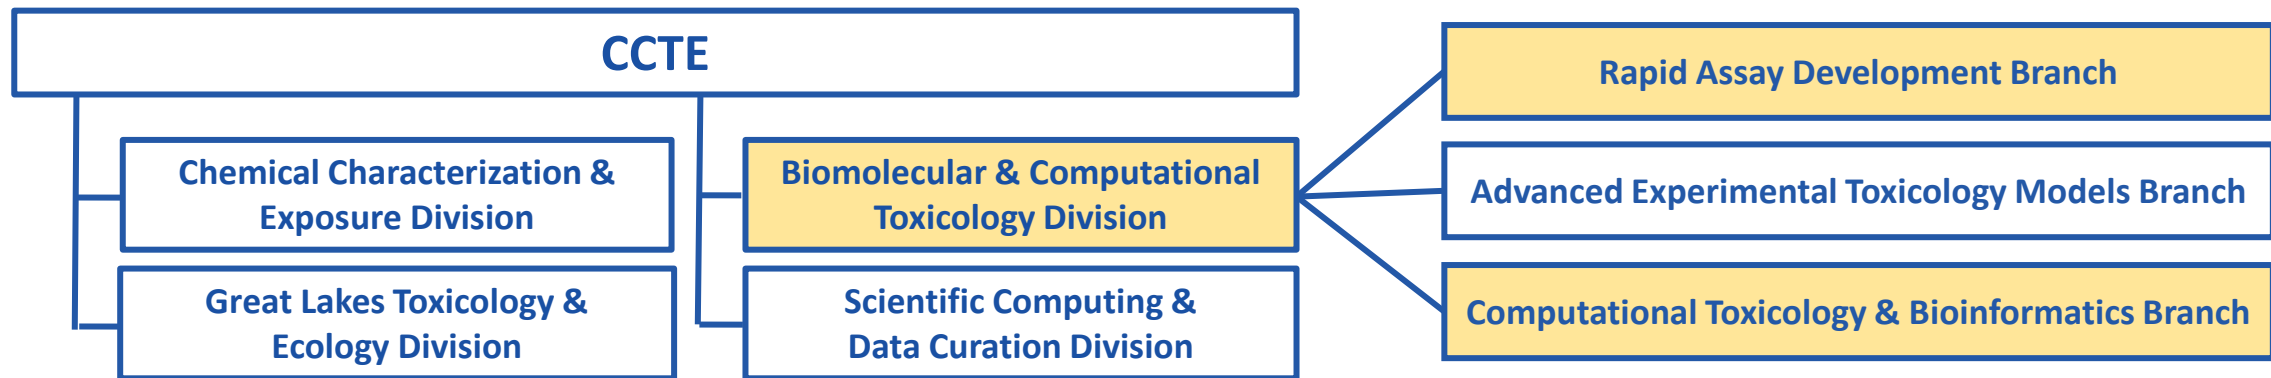 CCTE
Chemical Characterization &
Exposure Division
Great Lakes Toxicology &
Ecology Division
Biomolecular & Computational
Toxicology Division
Scientific Computing &
Data Curation Division
Rapid Assay Development Branch
Advanced Experimental Toxicology Models Branch
Computational Toxicology & Bioinformatics Branch